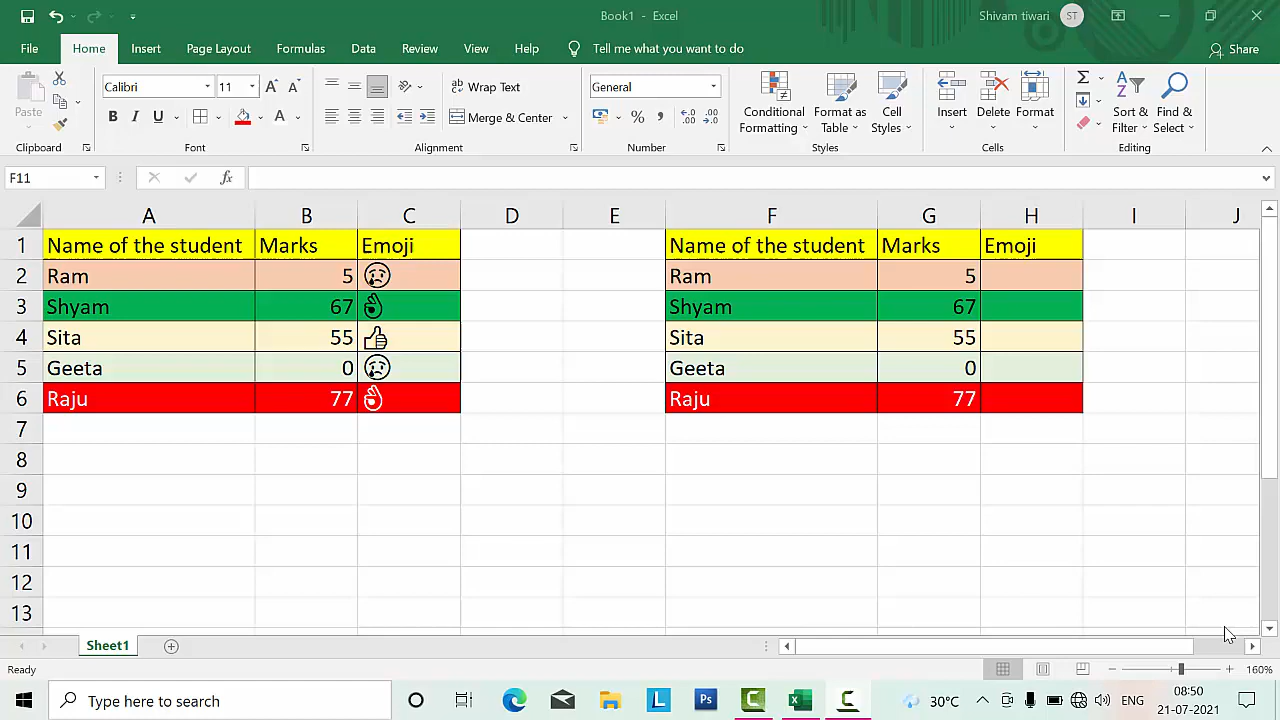 Book1 - Excel
Shivam tiwari ST
File Home Insert Page Layout Formulas Data Review View Help Tell me what you want to do Share
Paste
Calibri 11 A A
B I U A
Wrap Text
Merge & Center
General
% ,
Conditional Formatting
Format as Table
Cell Styles
Insert Delete Format
Sort & Filter
Find & Select
Clipboard Font Alignment Number Styles Cells Editing
F11 fx
A B C D E F G H I J
1 Name of the student Marks Emoji Name of the student Marks Emoji
2 Ram 5 😢 Ram 5
3 Shyam 67 👌 Shyam 67
4 Sita 55 👍 Sita 55
5 Geeta 0 😢 Geeta 0
6 Raju 77 👌 Raju 77
7
8
9
10
11
12
13
Sheet1
Ready 160%
Type here to search L Ps C C 30°C ENG 08:50
21-07-2021